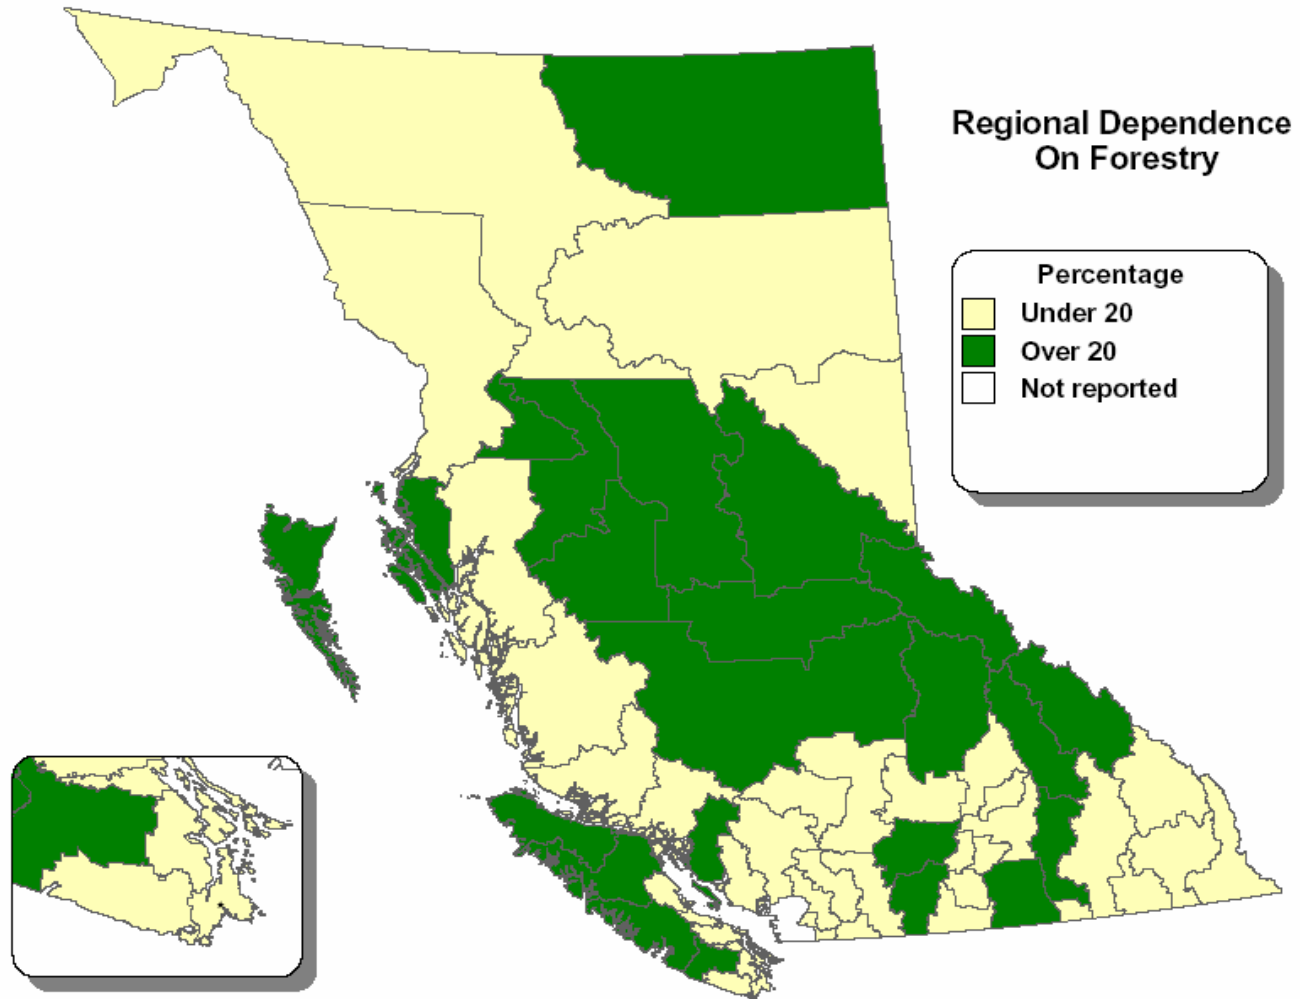 Regional Dependence
On Forestry
Percentage
Under 20
Over 20
Not reported